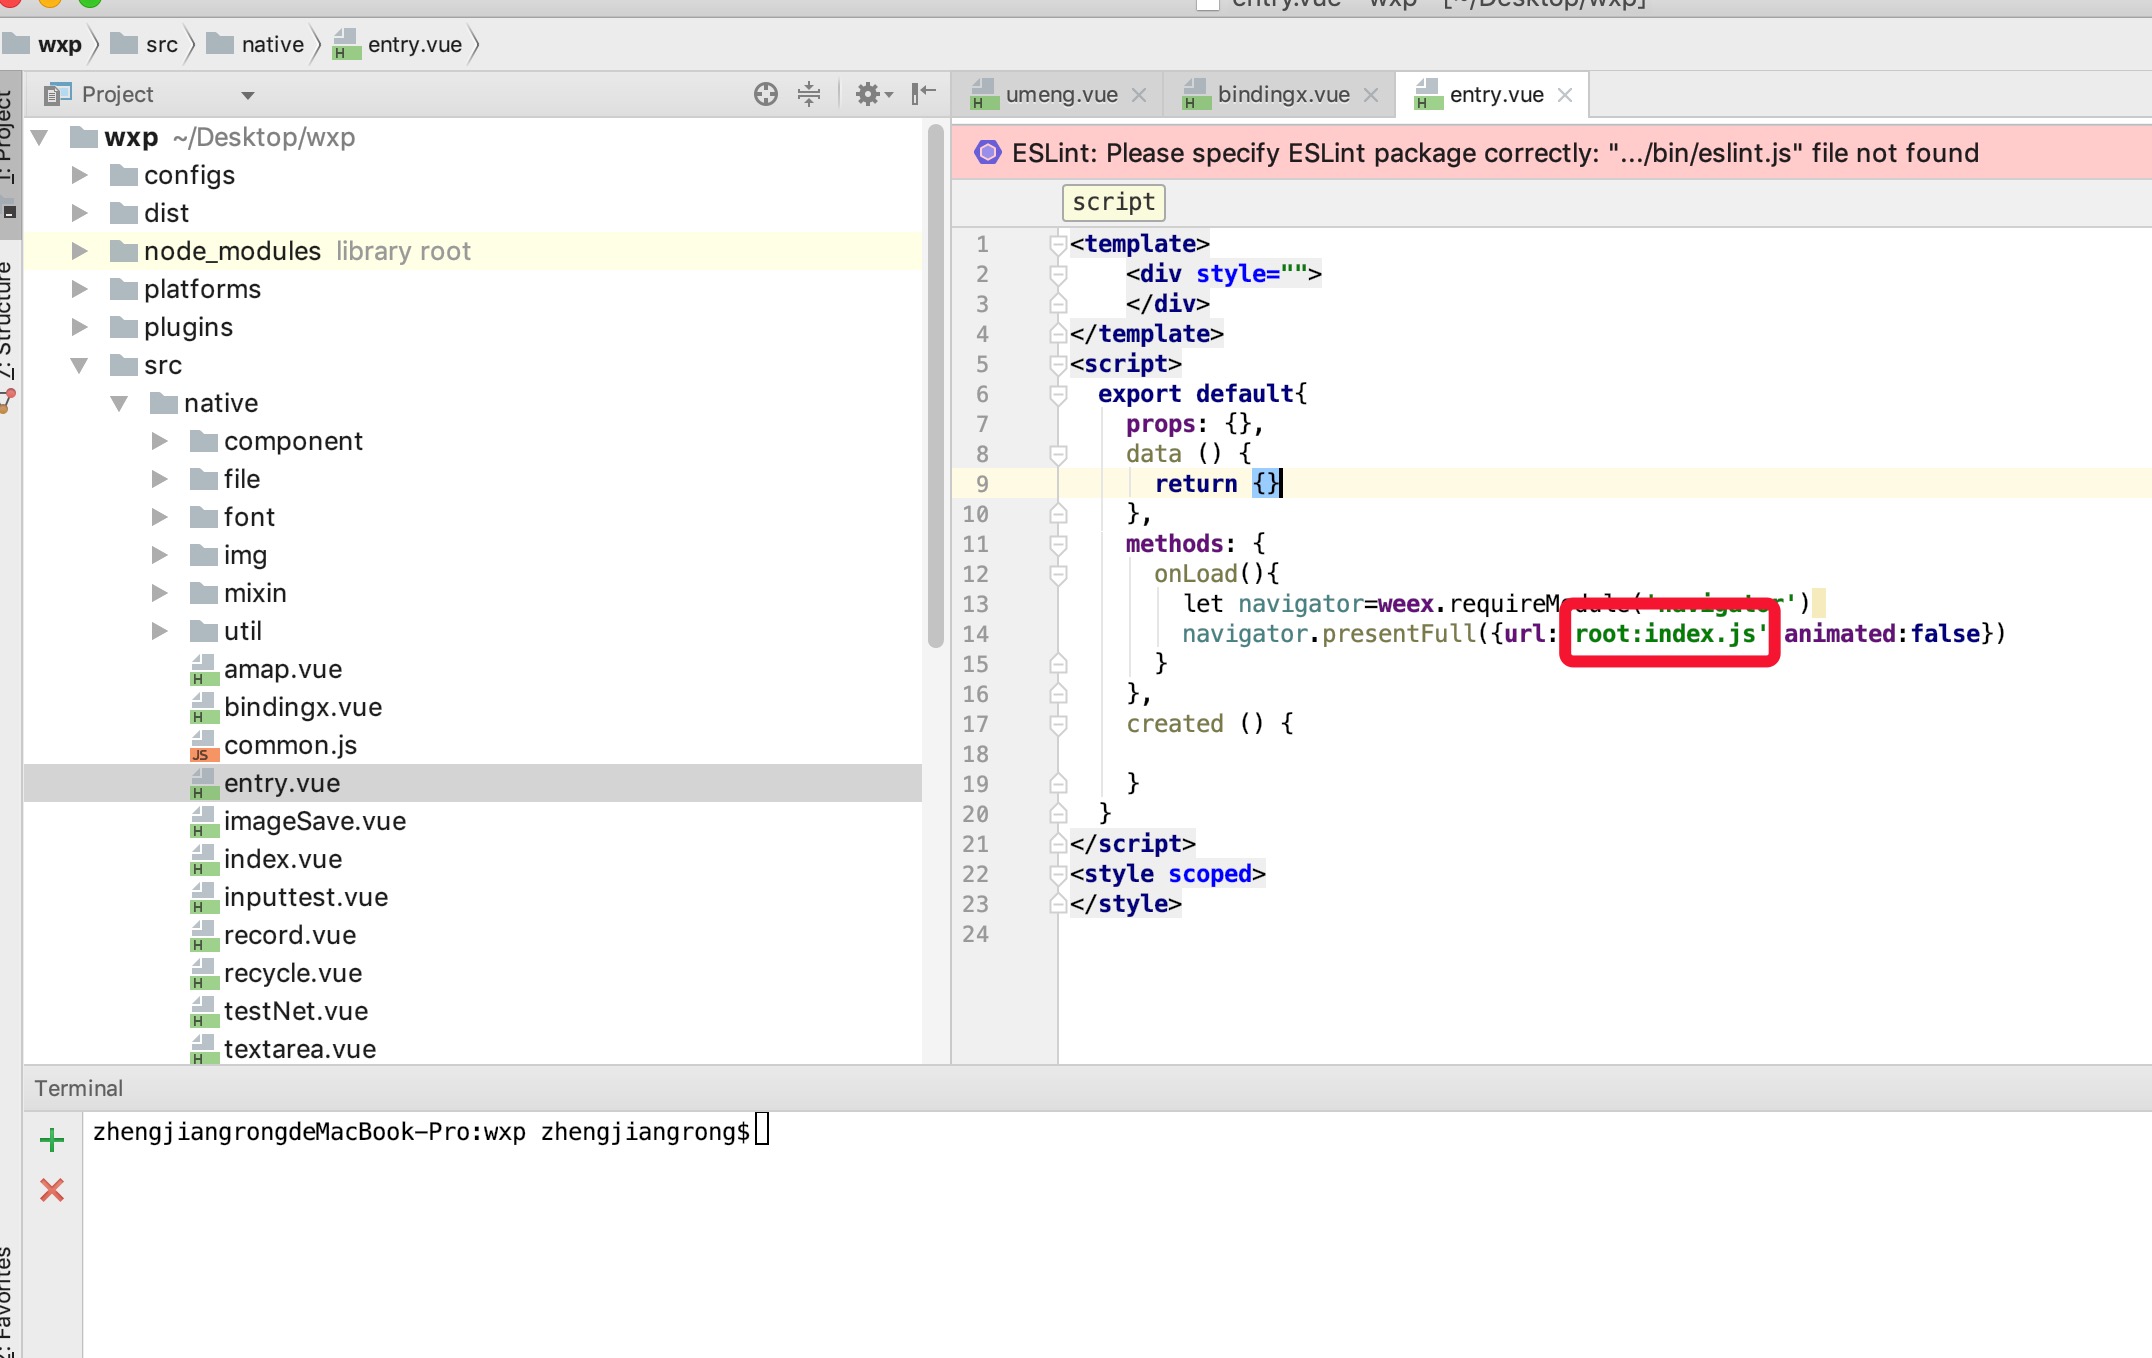 entry.vue - wxp - [~/Desktop/wxp]
wxp src native entry.vue
Project
umeng.vue bindingx.vue entry.vue
1: Project
Z: Structure
2: Favorites
wxp ~/Desktop/wxp
configs
dist
node_modules library root
platforms
plugins
src
native
component
file
font
img
mixin
util
amap.vue
bindingx.vue
common.js
entry.vue
imageSave.vue
index.vue
inputtest.vue
record.vue
recycle.vue
testNet.vue
textarea.vue
ESLint: Please specify ESLint package correctly: ".../bin/eslint.js" file not found
script
1 <template>
2 <div style="">
3 </div>
4 </template>
5 <script>
6 export default{
7 props: {},
8 data () {
9 return {}
10 },
11 methods: {
12 onLoad(){
13 let navigator=weex.requireModule('navigator')
14 navigator.presentFull({url: root:index.js' animated:false})
15 }
16 },
17 created () {
18
19 }
20 }
21 </script>
22 <style scoped>
23 </style>
24
Terminal
zhengjiangrongdeMacBook-Pro:wxp zhengjiangrong$